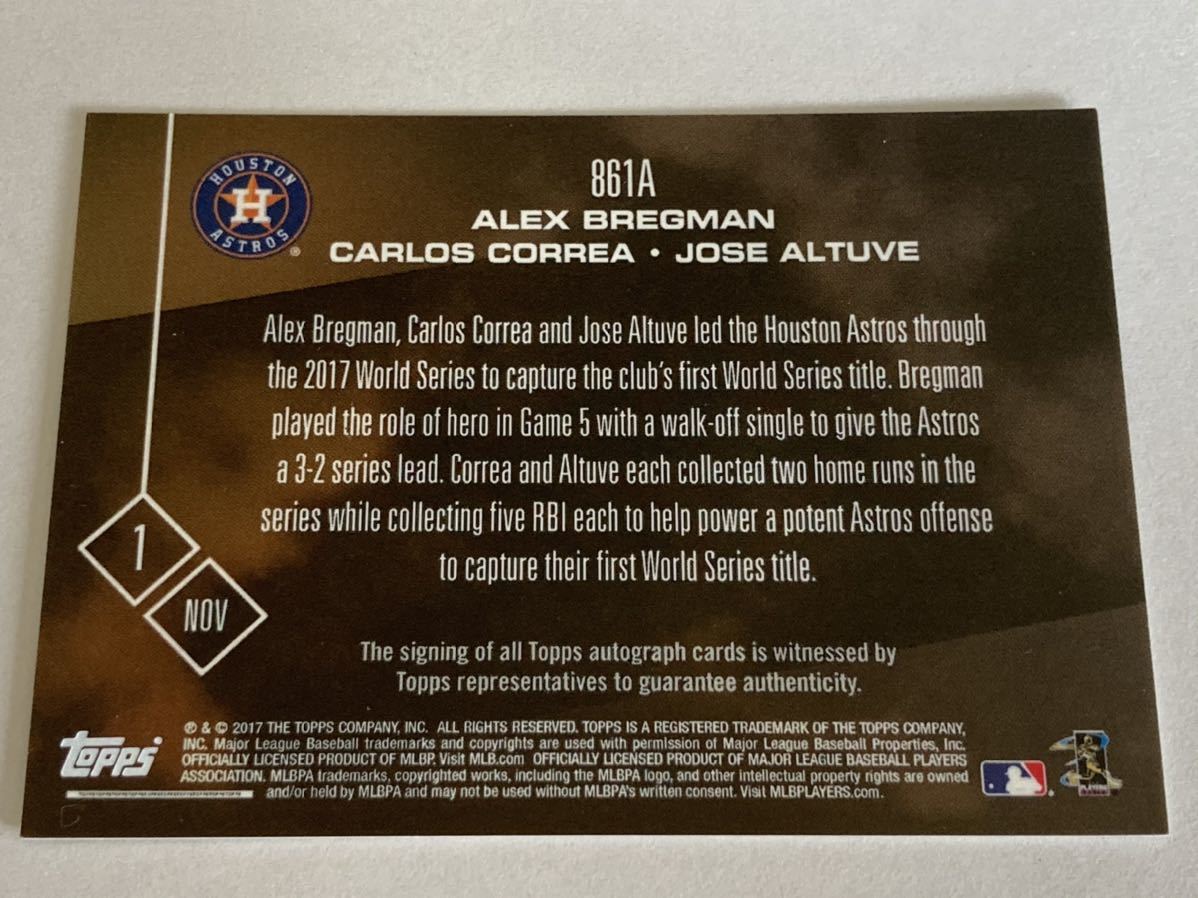 HOUSTON
H
ASTROS
®
861A
ALEX BREGMAN
CARLOS CORREA • JOSE ALTUVE
Alex Bregman, Carlos Correa and Jose Altuve led the Houston Astros through
the 2017 World Series to capture the club's first World Series title. Bregman
played the role of hero in Game 5 with a walk-off single to give the Astros
a 3-2 series lead. Correa and Altuve each collected two home runs in the
series while collecting five RBI each to help power a potent Astros offense
to capture their first World Series title.
1
NOV
The signing of all Topps autograph cards is witnessed by
Topps representatives to guarantee authenticity.
topps
® & © 2017 THE TOPPS COMPANY, INC. ALL RIGHTS RESERVED. TOPPS IS A REGISTERED TRADEMARK OF THE TOPPS COMPANY,
INC. Major League Baseball trademarks and copyrights are used with permission of Major League Baseball Properties, Inc.
OFFICIALLY LICENSED PRODUCT OF MLBP. Visit MLB.com OFFICIALLY LICENSED PRODUCT OF MAJOR LEAGUE BASEBALL PLAYERS
ASSOCIATION. MLBPA trademarks, copyrighted works, including the MLBPA logo, and other intellectual property rights are owned
and/or held by MLBPA and may not be used without MLBPA's written consent. Visit MLBPLAYERS.com.
PLAYERS